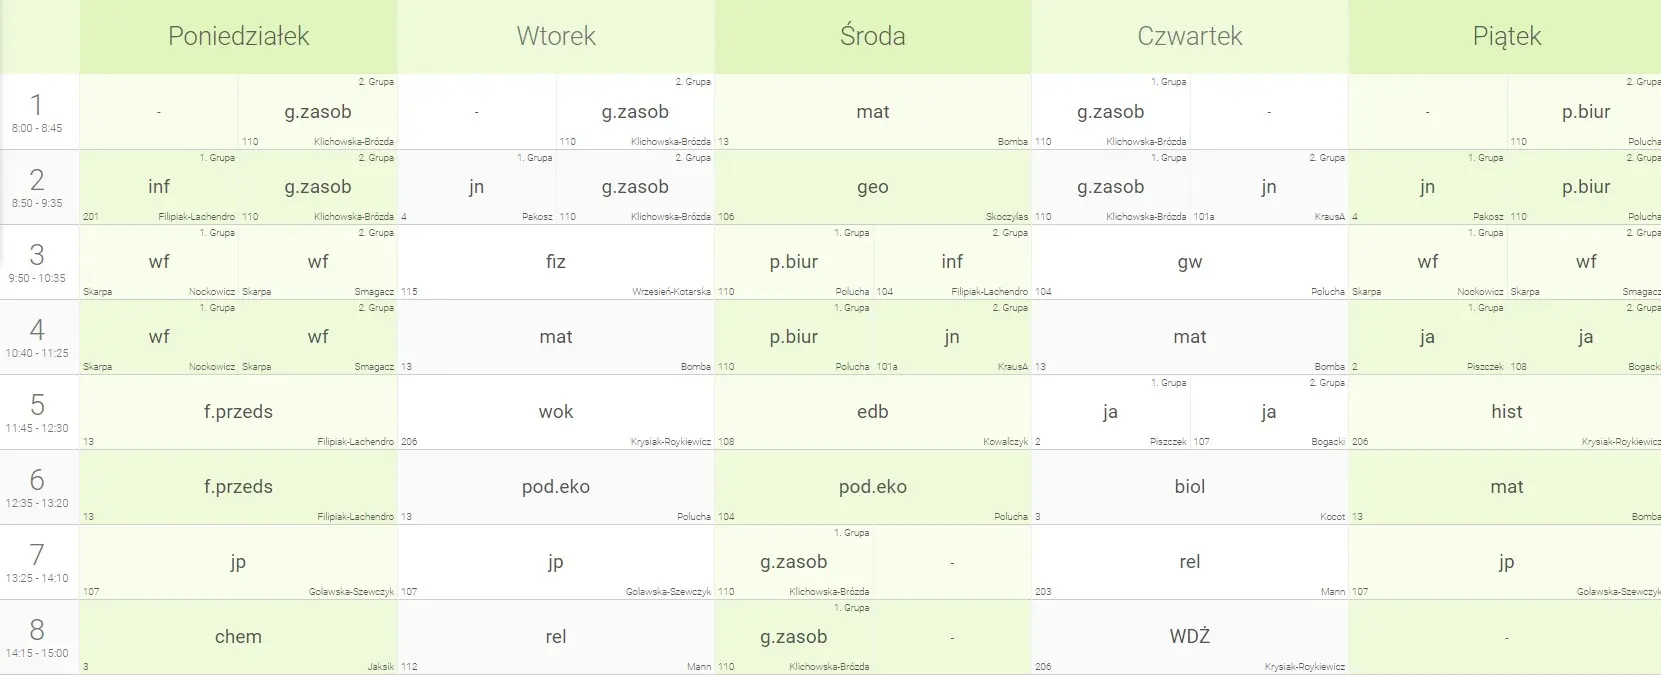 Poniedziałek Wtorek Środa Czwartek Piątek
2. Grupa 2. Grupa 1. Grupa 2. Grupa
1 - g.zasob - g.zasob mat g.zasob - - p.biur
8:00 - 8:45 110 Klichowska-Brózda 110 Klichowska-Brózda 13 Bomba 110 Klichowska-Brózda 110 Polucha
1. Grupa 2. Grupa 1. Grupa 2. Grupa 1. Grupa 2. Grupa 1. Grupa 2. Grupa
2 inf g.zasob jn g.zasob geo g.zasob jn jn p.biur
8:50 - 9:35 201 Filipiak-Lachendro 110 Klichowska-Brózda 4 Pakosz 110 Klichowska-Brózda 106 Skoczylas 110 Klichowska-Brózda 101a KrausA 4 Pakosz 110 Polucha
1. Grupa 2. Grupa 1. Grupa 2. Grupa 1. Grupa 2. Grupa
3 wf wf fiz p.biur inf gw wf wf
9:50 - 10:35 Skarpa Nockowicz Skarpa Smagacz 115 Wrzesień-Kotarska 110 Polucha 104 Filipiak-Lachendro 104 Polucha Skarpa Nockowicz Skarpa Smagacz
1. Grupa 2. Grupa 1. Grupa 2. Grupa 1. Grupa 2. Grupa
4 wf wf mat p.biur jn mat ja ja
10:40 - 11:25 Skarpa Nockowicz Skarpa Smagacz 13 Bomba 110 Polucha 101a KrausA 13 Bomba 2 Piszczek 108 Bogacki
1. Grupa 2. Grupa
5 f.przeds wok edb ja ja hist
11:45 - 12:30 13 Filipiak-Lachendro 206 Krysiak-Roykiewicz 108 Kowalczyk 2 Piszczek 107 Bogacki 206 Krysiak-Roykiewicz
6 f.przeds pod.eko pod.eko biol mat
12:35 - 13:20 13 Filipiak-Lachendro 13 Polucha 104 Polucha 3 Kocot 13 Bomba
1. Grupa
7 jp jp g.zasob - rel jp
13:25 - 14:10 107 Golawska-Szewczyk 107 Golawska-Szewczyk 110 Klichowska-Brózda 203 Mann 107 Golawska-Szewczyk
1. Grupa
8 chem rel g.zasob - WDŻ -
14:15 - 15:00 3 Jaksik 112 Mann 110 Klichowska-Brózda 206 Krysiak-Roykiewicz